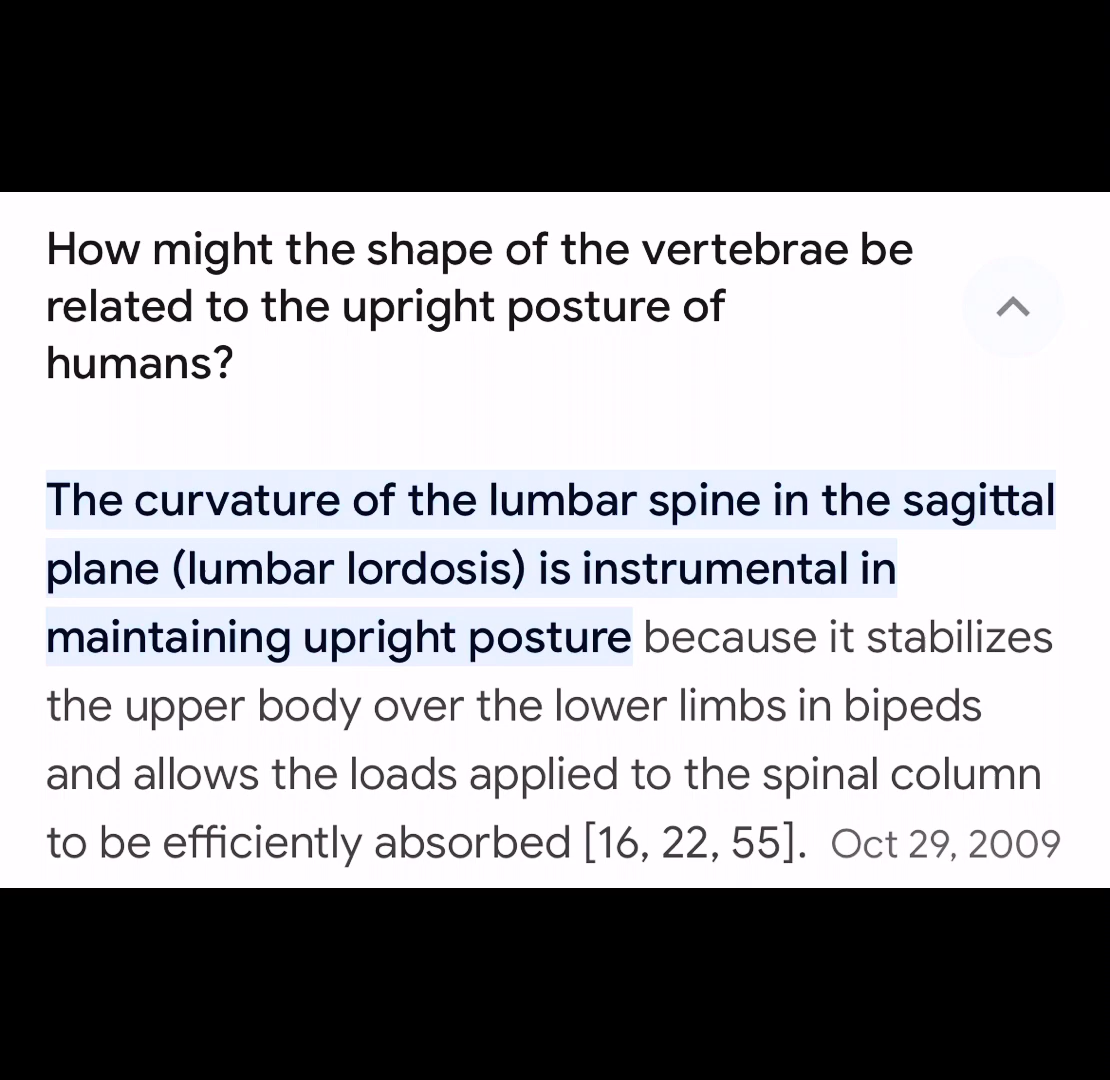 How might the shape of the vertebrae be
related to the upright posture of
humans?
The curvature of the lumbar spine in the sagittal
plane (lumbar lordosis) is instrumental in
maintaining upright posture because it stabilizes
the upper body over the lower limbs in bipeds
and allows the loads applied to the spinal column
to be efficiently absorbed [16, 22, 55]. Oct 29, 2009